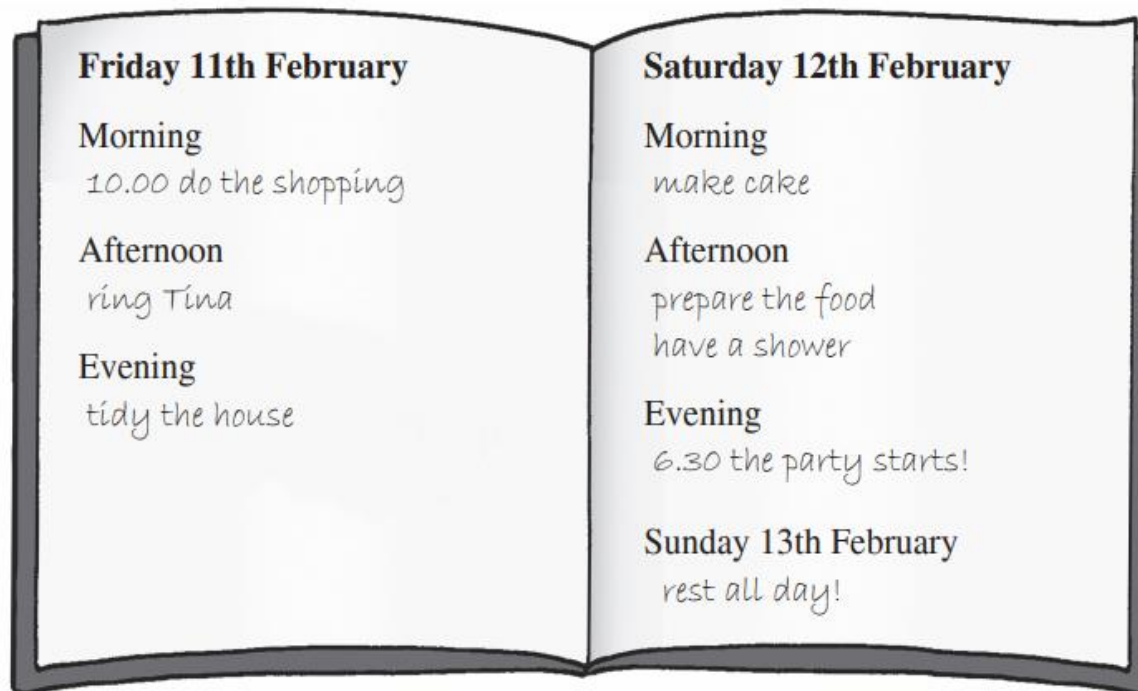 Friday 11th February
Morning
10.00 do the shopping
Afternoon
ring Tina
Evening
tidy the house
Saturday 12th February
Morning
make cake
Afternoon
prepare the food
have a shower
Evening
6.30 the party starts!
Sunday 13th February
rest all day!